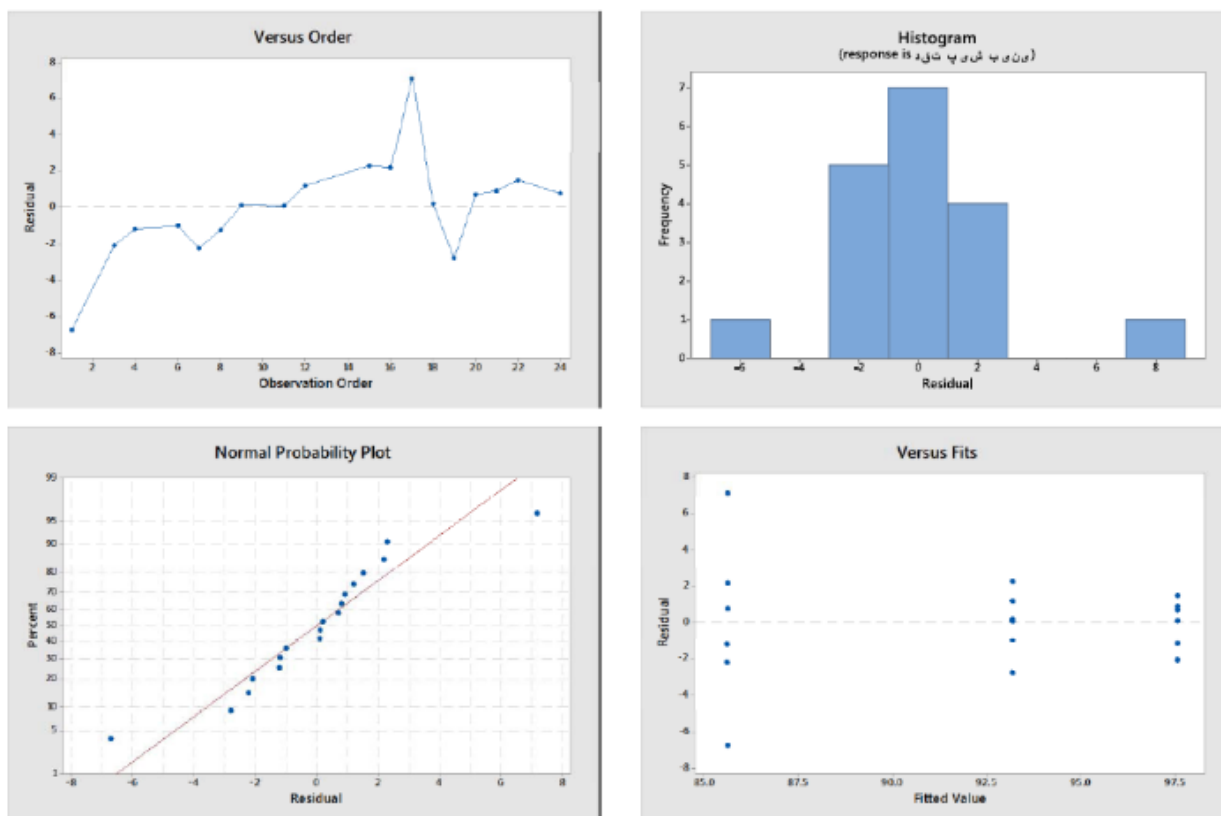 Versus Order
8
6
4
2
0
-2
-4
-6
-8
Residual
2 4 6 8 10 12 14 16 18 20 22 24
Observation Order
Histogram
(response is دقت پ یش ب ینی)
7
6
5
4
3
2
1
0
Frequency
-6 -4 -2 0 2 4 6 8
Residual
Normal Probability Plot
99
95
90
80
70
60
50
40
30
20
10
5
1
Percent
-8 -6 -4 -2 0 2 4 6 8
Residual
Versus Fits
8
6
4
2
0
-2
-4
-6
-8
Residual
85.0 87.5 90.0 92.5 95.0 97.5
Fitted Value